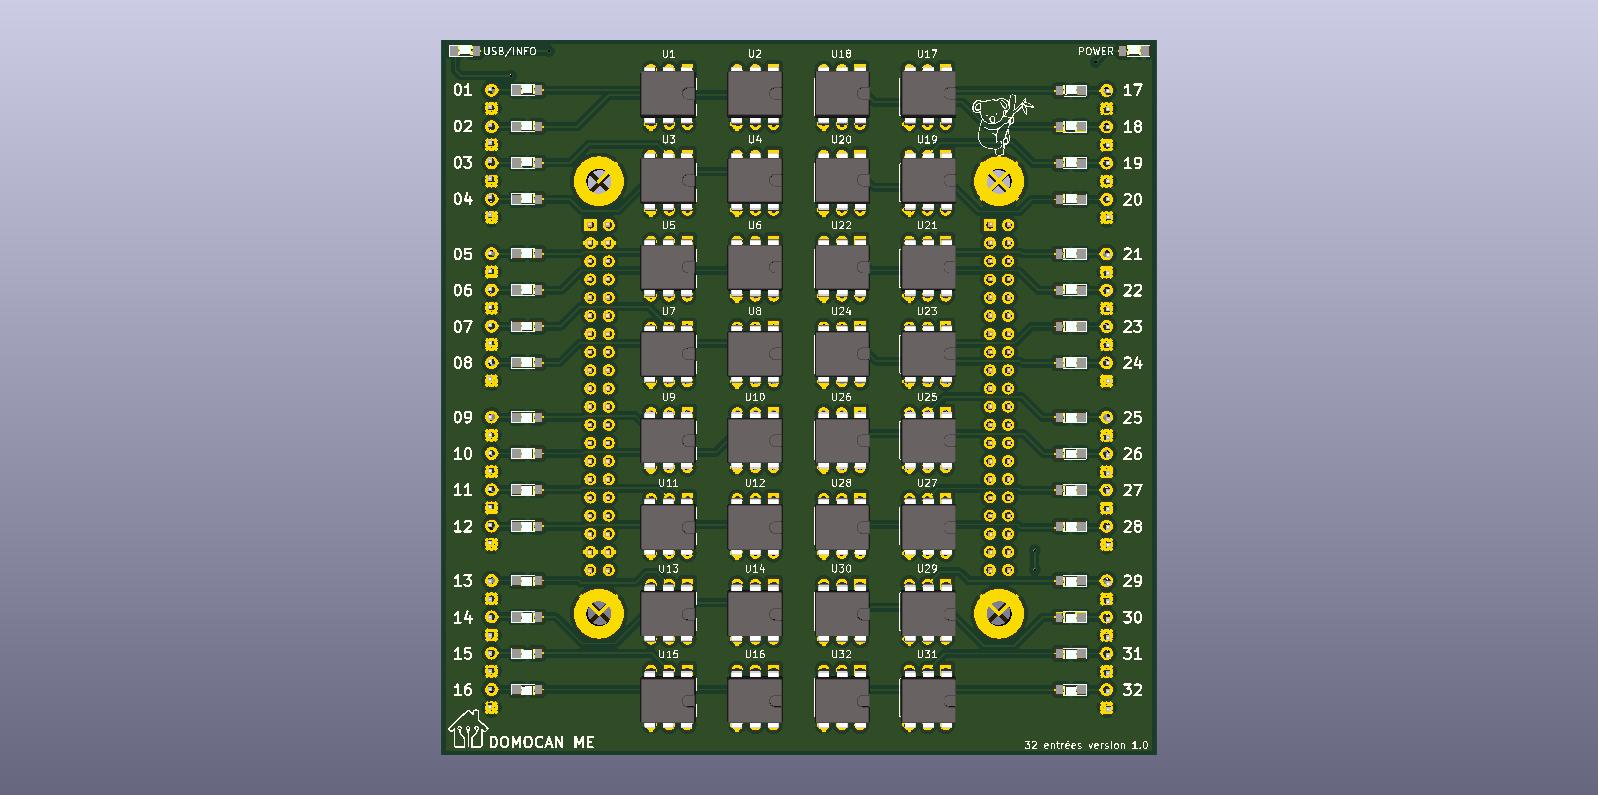 USB/INFO POWER
U1 U2 U18 U17
01 17
02 18
U3 U4 U20 U19
03 19
04 20
U5 U6 U22 U21
05 21
06 22
U7 U8 U24 U23
07 23
08 24
U9 U10 U26 U25
09 25
10 26
U11 U12 U28 U27
11 27
12 28
U13 U14 U30 U29
13 29
14 30
15 31
U15 U16 U32 U31
16 32
DOMOCAN ME
32 entrées version 1.0